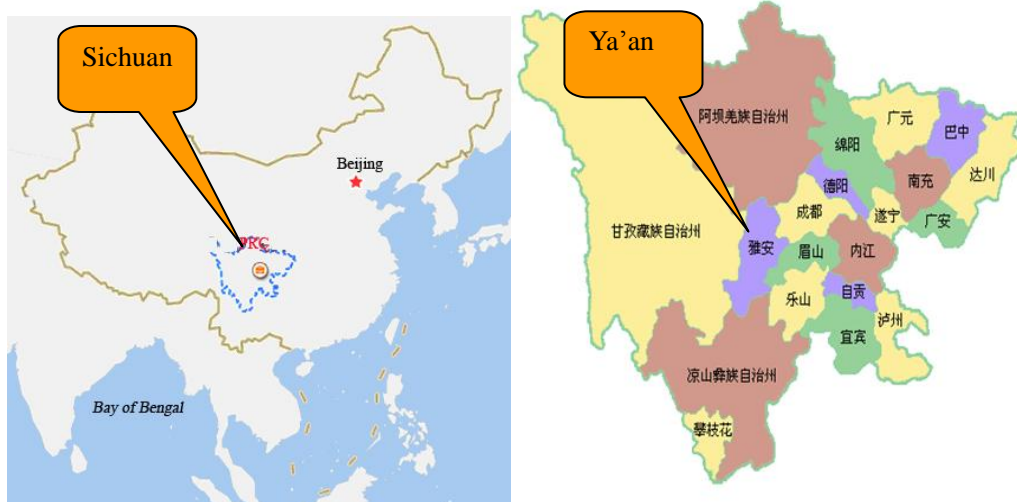 Sichuan
Beijing
PRC
Bay of Bengal
Ya’an
阿坝羌族自治州
广元
巴中
绵阳
达川
德阳
南充
成都
遂宁
广安
甘孜藏族自治州
雅安
眉山
内江
乐山
自贡
泸州
宜宾
凉山彝族自治州
攀枝花